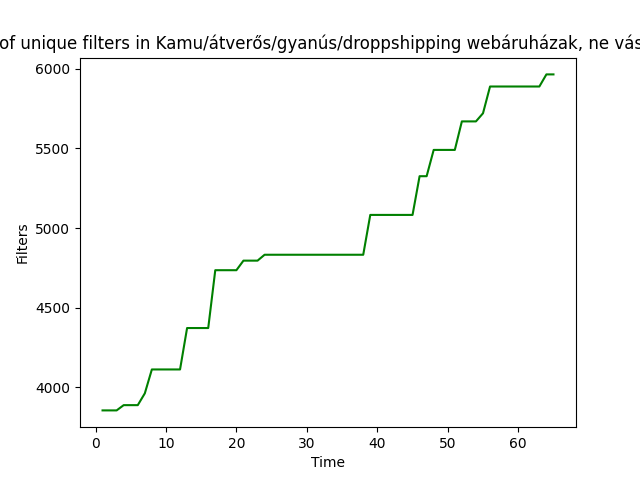 of unique filters in Kamu/átverős/gyanús/droppshipping webáruházak, ne vás
6000
5500
5000
4500
4000
Filters
0 10 20 30 40 50 60
Time